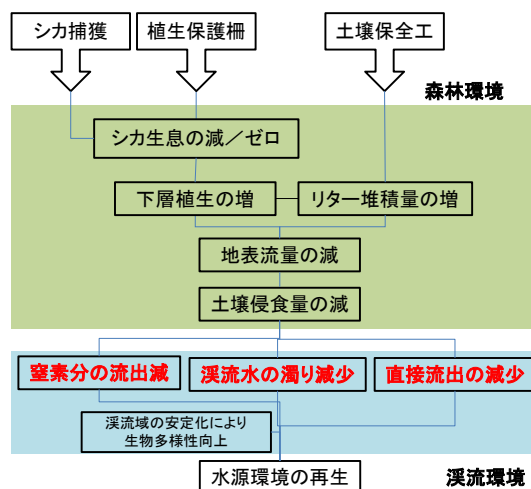 シカ捕獲
植生保護柵
土壌保全工
森林環境
シカ生息の減／ゼロ
下層植生の増
リター堆積量の増
地表流量の減
土壌侵食量の減
窒素分の流出減
渓流水の濁り減少
直接流出の減少
渓流域の安定化により
生物多様性向上
水源環境の再生
渓流環境